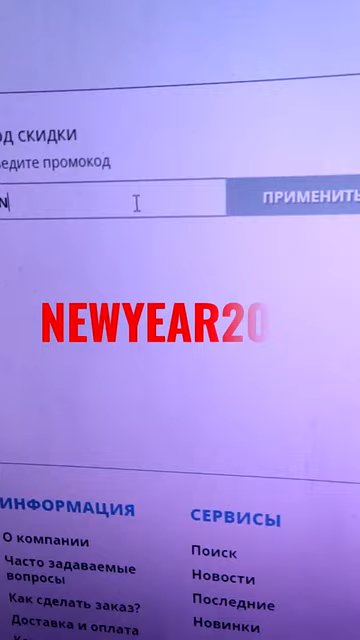 ОД СКИДКИ
ведите промокод
N
ПРИМЕНИТЬ
NEWYEAR20
ИНФОРМАЦИЯ
СЕРВИСЫ
О компании
Часто задаваемые
вопросы
Как сделать заказ?
Доставка и оплата
Поиск
Новости
Последние
Новинки